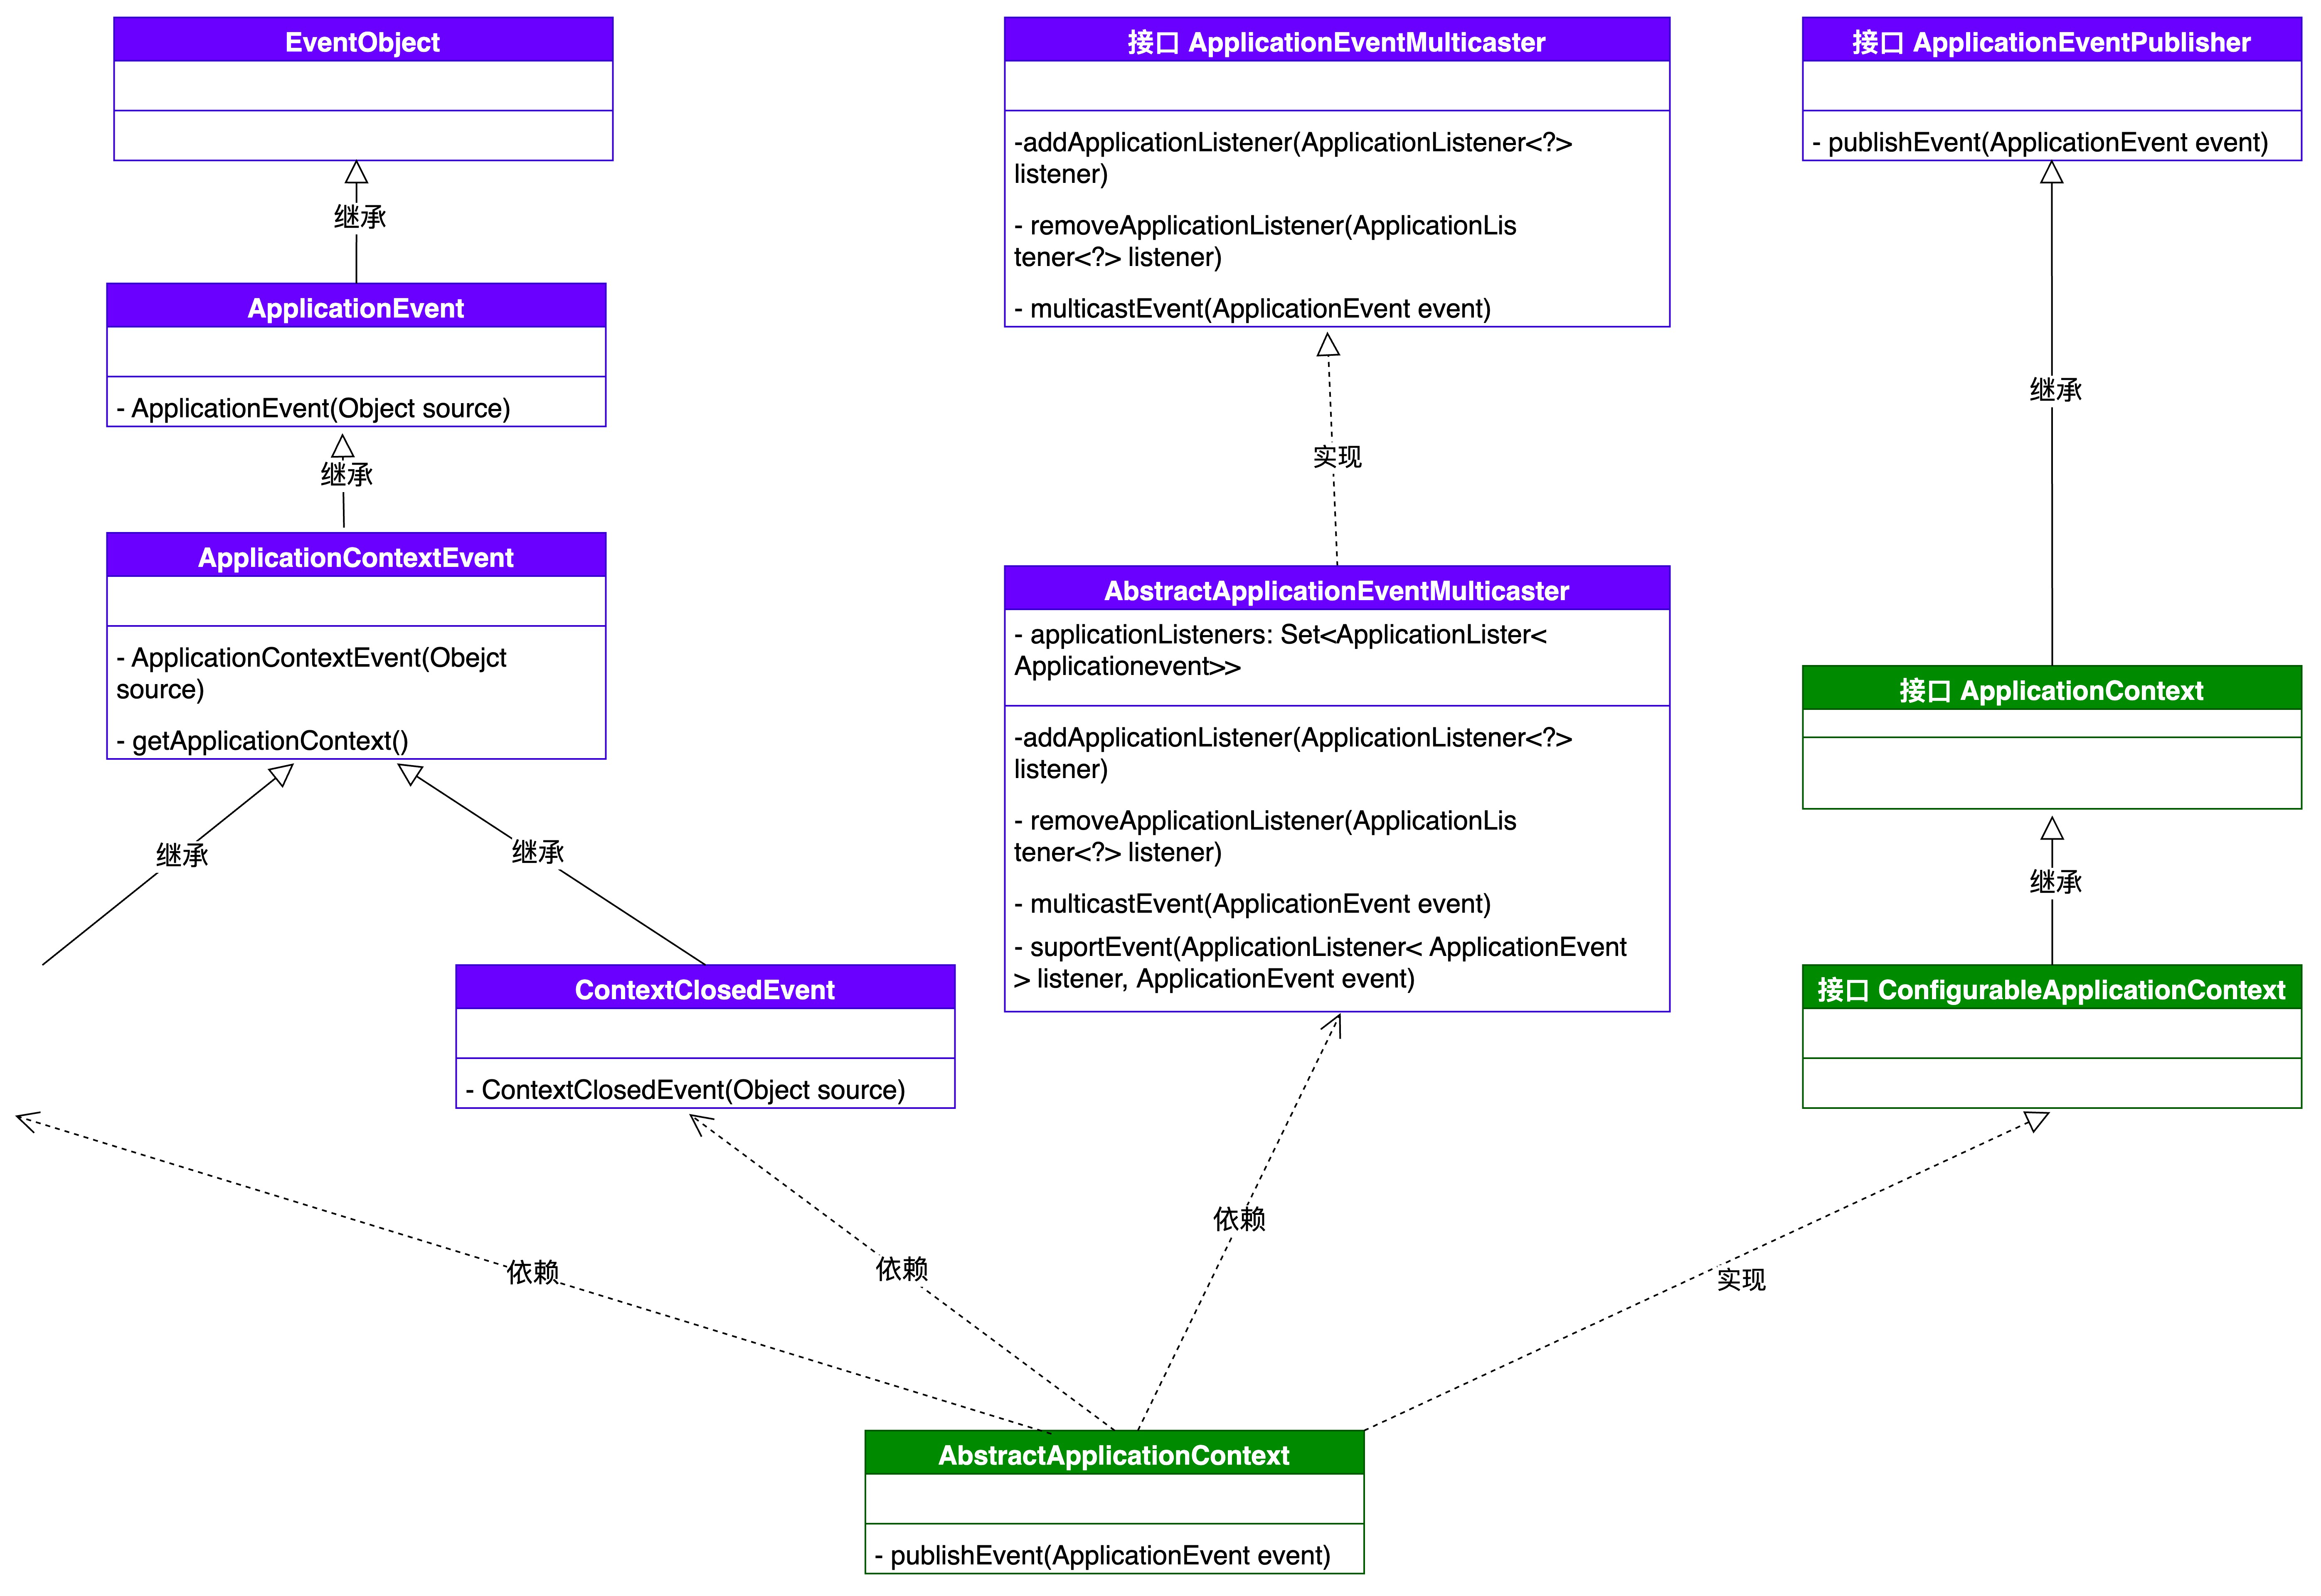 EventObject
继承
ApplicationEvent
- ApplicationEvent(Object source)
继承
ApplicationContextEvent
- ApplicationContextEvent(Obejct
source)
- getApplicationContext()
继承
继承
ContextClosedEvent
- ContextClosedEvent(Object source)
接口 ApplicationEventMulticaster
-addApplicationListener(ApplicationListener<?>
listener)
- removeApplicationListener(ApplicationLis
tener<?> listener)
- multicastEvent(ApplicationEvent event)
实现
AbstractApplicationEventMulticaster
- applicationListeners: Set<ApplicationLister<
Applicationevent>>
-addApplicationListener(ApplicationListener<?>
listener)
- removeApplicationListener(ApplicationLis
tener<?> listener)
- multicastEvent(ApplicationEvent event)
- suportEvent(ApplicationListener< ApplicationEvent
> listener, ApplicationEvent event)
接口 ApplicationEventPublisher
- publishEvent(ApplicationEvent event)
继承
接口 ApplicationContext
继承
接口 ConfigurableApplicationContext
依赖
依赖
依赖
实现
AbstractApplicationContext
- publishEvent(ApplicationEvent event)